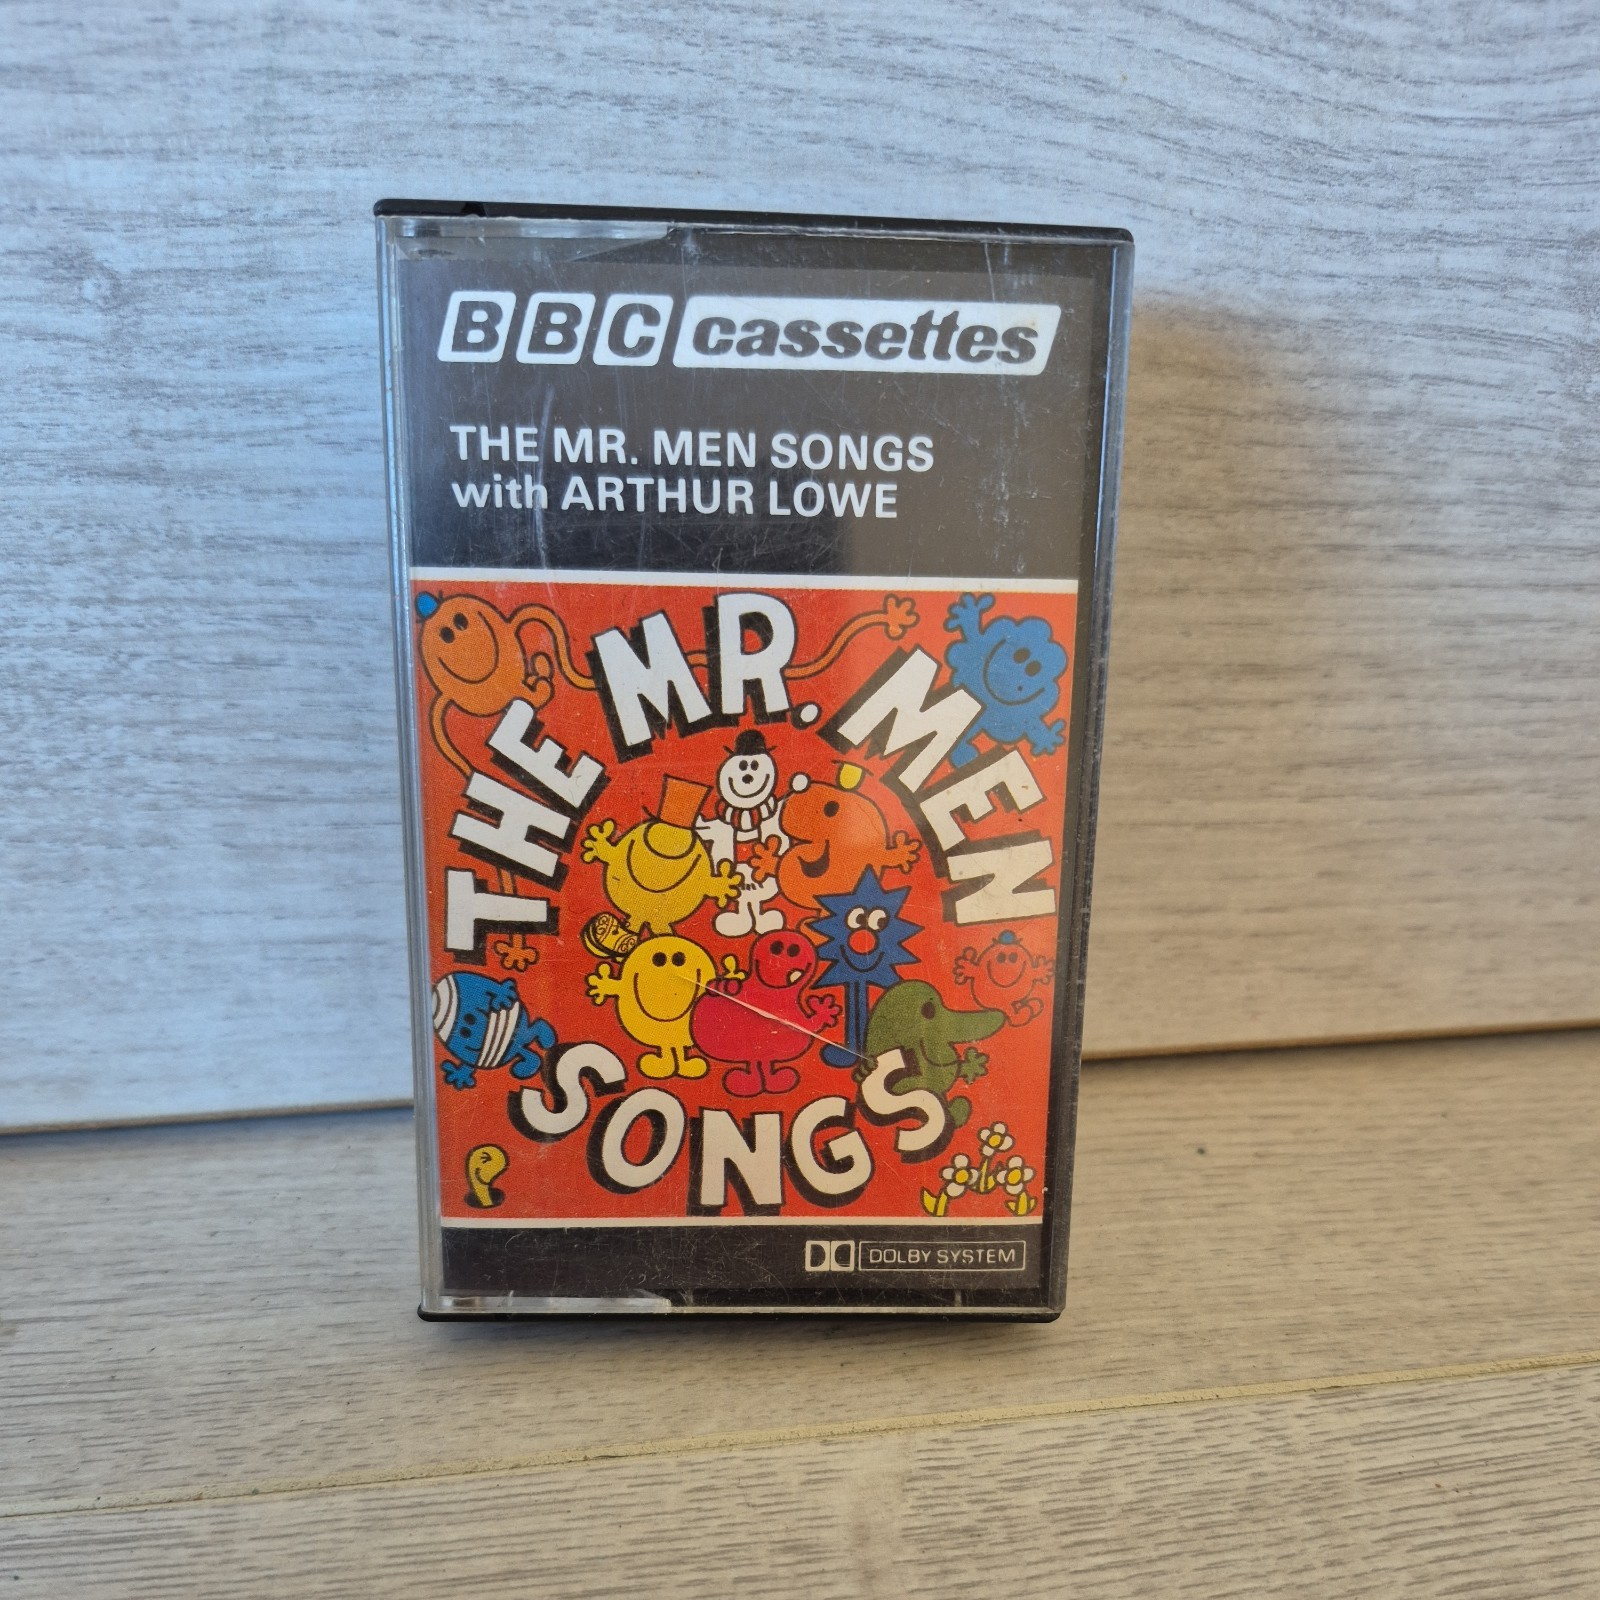 BBC cassettes
THE MR. MEN SONGS
with ARTHUR LOWE
THE MR. MEN
SONGS
DOLBY SYSTEM